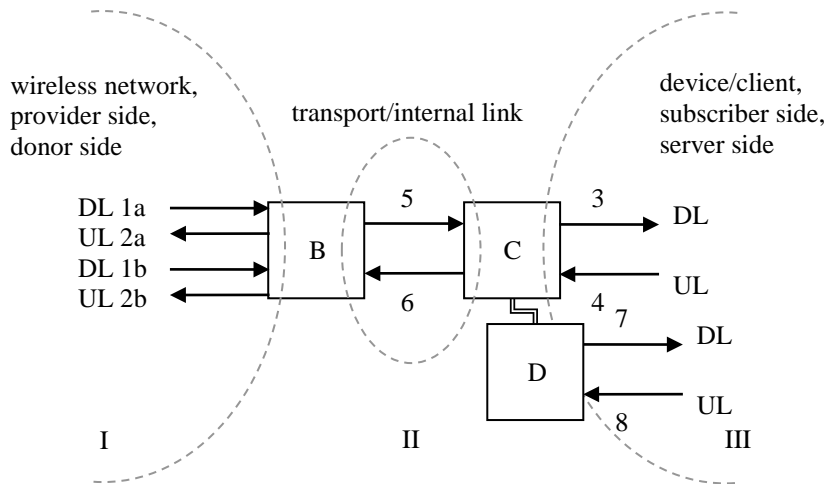 wireless network,
provider side,
donor side
transport/internal link
device/client,
subscriber side,
server side
DL 1a
UL 2a
DL 1b
UL 2b
B
5
6
C
3
DL
UL
4
7
DL
D
UL
8
I
II
III